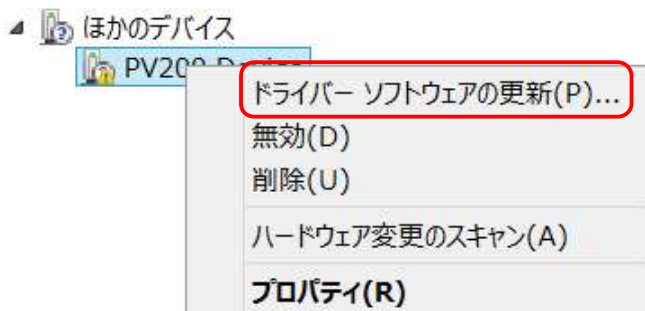 ほかのデバイス
PV200 Device
ドライバー ソフトウェアの更新(P)...
無効(D)
削除(U)
ハードウェア変更のスキャン(A)
プロパティ(R)